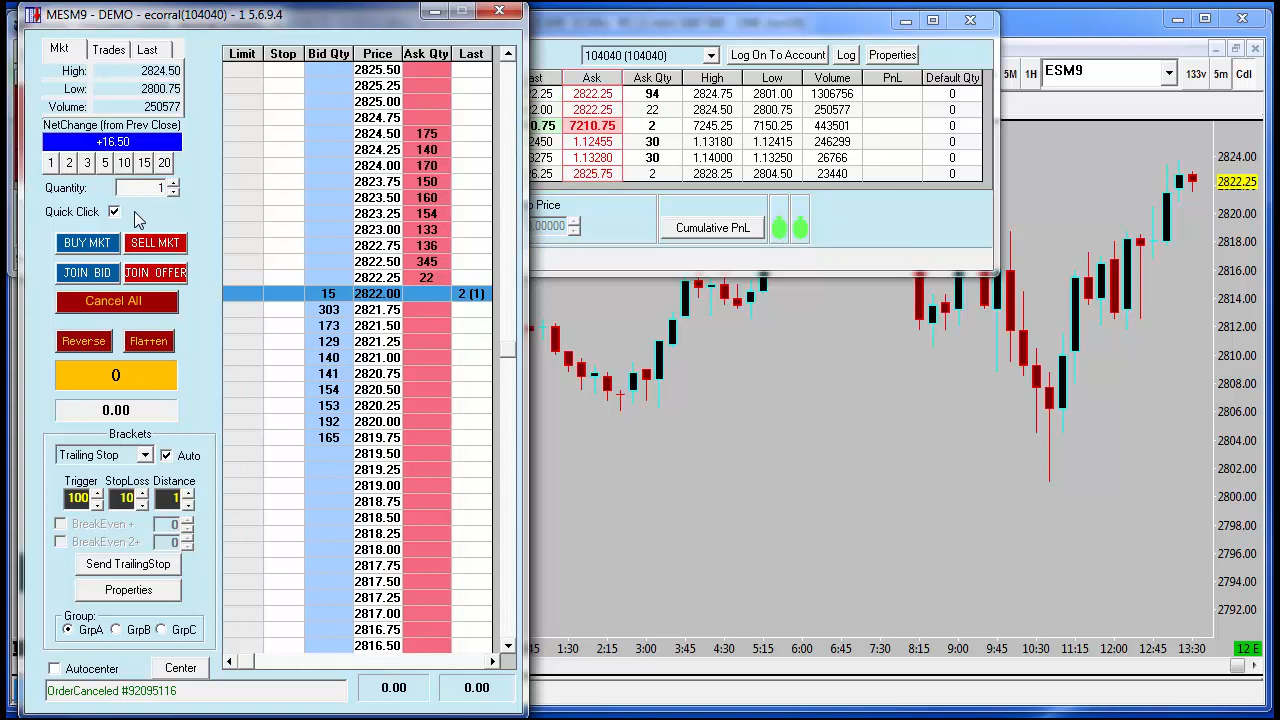 MESM9 - DEMO - ecorral(104040) - 1 5.6.9.4
Mkt Trades Last
High: 2824.50
Low: 2800.75
Volume: 250577
NetChange (from Prev Close)
+16.50
1 2 3 5 10 15 20
Quantity: 1
Quick Click
BUY MKT SELL MKT
JOIN BID JOIN OFFER
Cancel All
Reverse Flatten
0
0.00
Brackets
Trailing Stop Auto
Trigger StopLoss Distance
100 10 1
BreakEven + 0
BreakEven 2+ 0
Send TrailingStop
Properties
Group:
GrpA GrpB GrpC
Autocenter Center
OrderCanceled #92095116
0.00 0.00
Limit Stop Bid Qty Price Ask Qty Last
2825.50
2825.25
2825.00
2824.75
2824.50 175
2824.25 140
2824.00 170
2823.75 150
2823.50 160
2823.25 154
2823.00 133
2822.75 136
2822.50 345
2822.25 22
15 2822.00 2 (1)
303 2821.75
173 2821.50
129 2821.25
140 2821.00
141 2820.75
154 2820.50
153 2820.25
192 2820.00
165 2819.75
2819.50
2819.25
2819.00
2818.75
2818.50
2818.25
2818.00
2817.75
2817.50
2817.25
2817.00
2816.75
2816.50
104040 (104040) Log On To Account Log Properties
Ask Ask Qty High Low Volume PnL Default Qty
2.25 2822.25 94 2824.75 2801.00 1306756 0
2.00 2822.25 22 2824.50 2800.75 250577 0
0.75 7210.75 2 7245.25 7150.25 443501 0
2450 1.12455 30 1.13180 1.12415 246299 0
3275 1.13280 30 1.14000 1.13250 26766 0
6.25 2825.75 2 2828.25 2804.50 23440 0
Price
Cumulative PnL
5M 1H ESM9 133v 5m Cdl
2824.00
2822.25
2820.00
2818.00
2816.00
2814.00
2812.00
2810.00
2808.00
2806.00
2804.00
2802.00
2800.00
2798.00
2796.00
2794.00
2792.00
:45 1:30 2:15 3:00 3:45 4:30 5:15 6:00 6:45 7:30 8:15 9:00 9:45 10:30 11:15 12:00 12:45 13:30 12 E